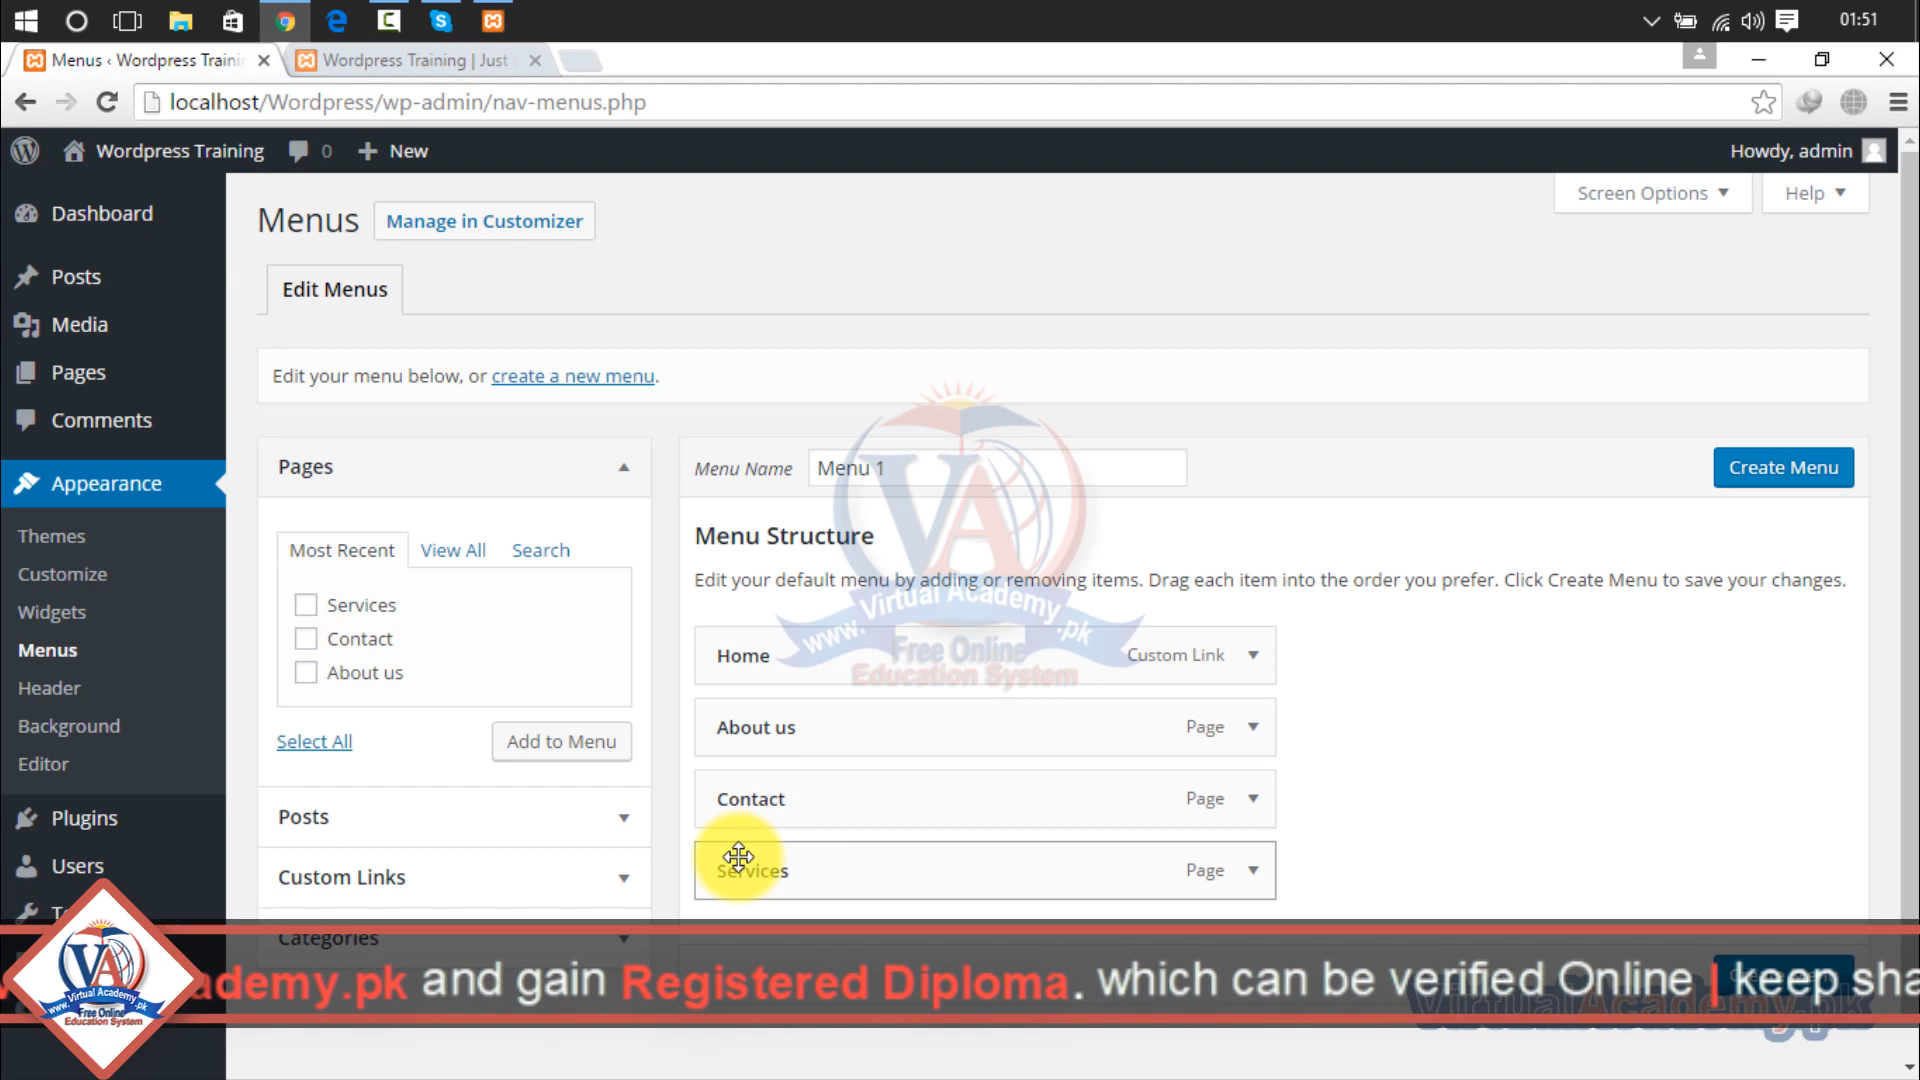 01:51
Menus ‹ Wordpress Trainin
Wordpress Training | Just
localhost/Wordpress/wp-admin/nav-menus.php
Wordpress Training 0 + New
Howdy, admin
Screen Options Help
Dashboard
Posts
Media
Pages
Comments
Appearance
Themes
Customize
Widgets
Menus
Header
Background
Editor
Plugins
Users
Menus Manage in Customizer
Edit Menus
Edit your menu below, or create a new menu.
Pages
Most Recent View All Search
Services
Contact
About us
Select All Add to Menu
Posts
Custom Links
Categories
Menu Name Menu 1 Create Menu
Menu Structure
Edit your default menu by adding or removing items. Drag each item into the order you prefer. Click Create Menu to save your changes.
Home Custom Link
About us Page
Contact Page
Services Page
VA
www.Virtual Academy.pk
Free Online
Education System
ademy.pk and gain Registered Diploma. which can be verified Online | keep sha
VA
www.Virtual Academy.pk
Free Online
Education System
VirtualAcademy.pk